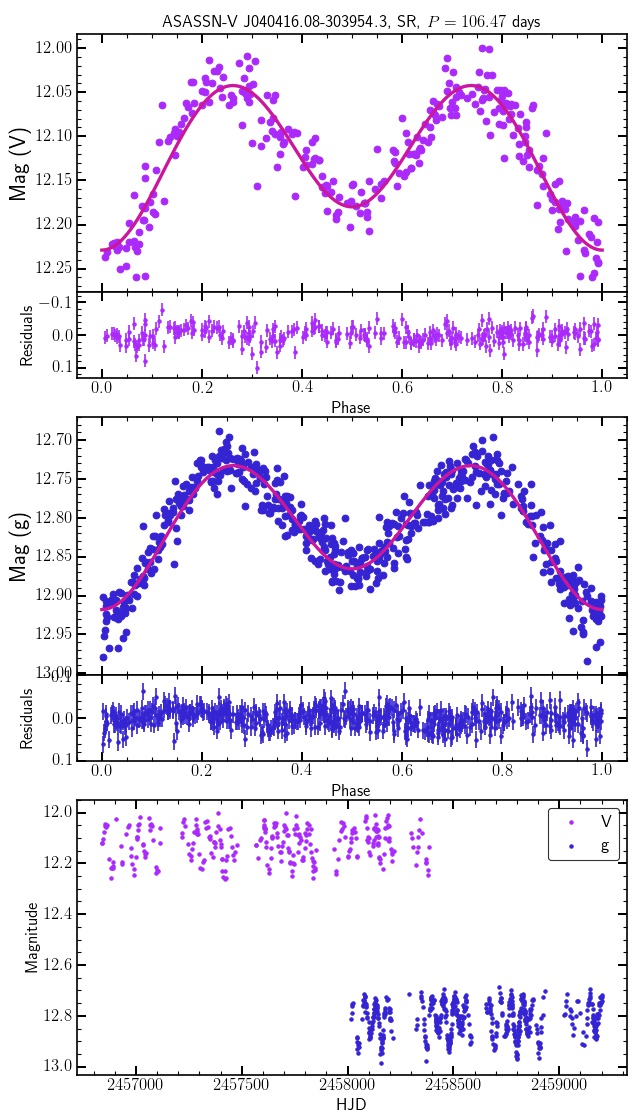 ASASSN-V J040416.08-303954.3, SR, P = 106.47 days
12.00
12.05
12.10
12.15
12.20
12.25
Mag (V)
−0.1
0.0
0.1
Residuals
0.0 0.2 0.4 0.6 0.8 1.0
Phase
12.70
12.75
12.80
12.85
12.90
12.95
13.00
Mag (g)
0.1
0.0
0.1
Residuals
0.0 0.2 0.4 0.6 0.8 1.0
Phase
12.0
12.2
12.4
12.6
12.8
13.0
Magnitude
V
g
2457000 2457500 2458000 2458500 2459000
HJD